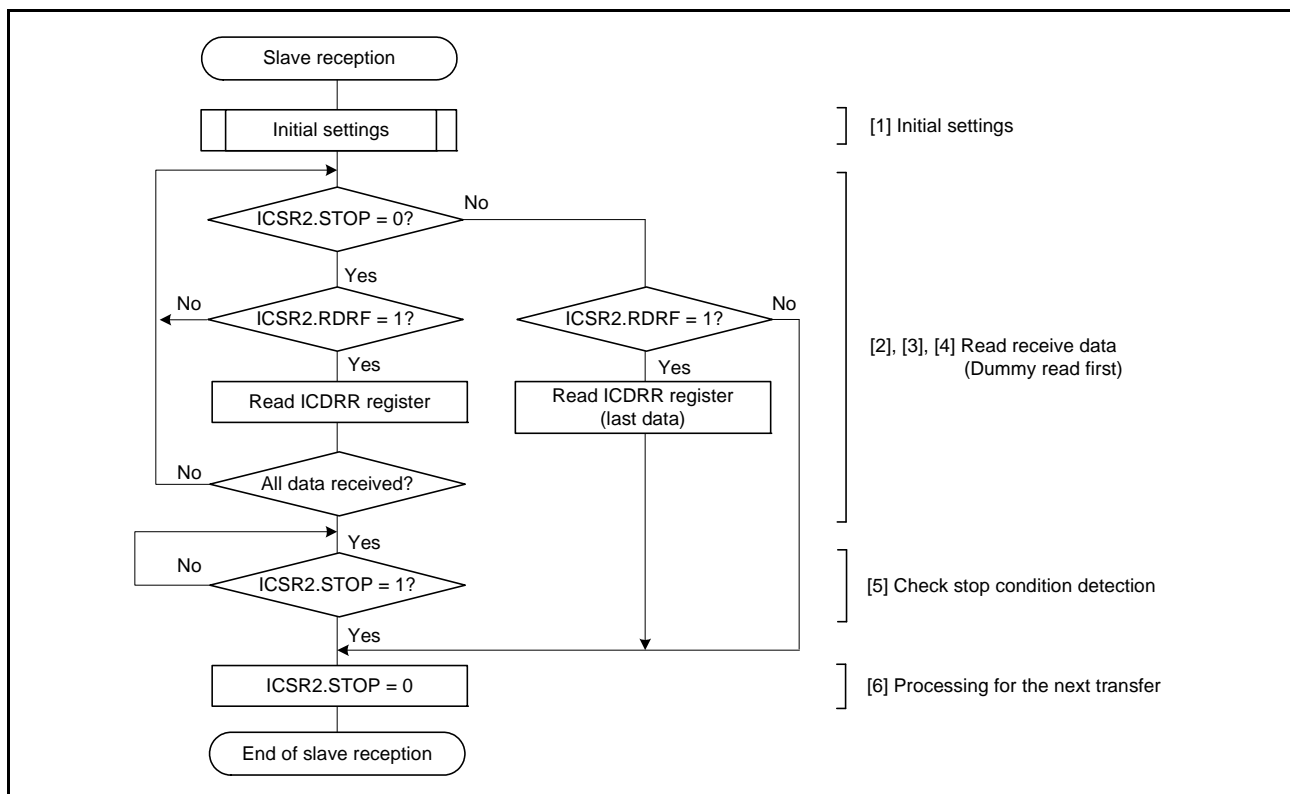 Slave reception
Initial settings
[1] Initial settings
ICSR2.STOP = 0?
No
Yes
No
ICSR2.RDRF = 1?
ICSR2.RDRF = 1?
No
[2], [3], [4] Read receive data
(Dummy read first)
Yes
Yes
Read ICDRR register
Read ICDRR register
(last data)
No
All data received?
Yes
No
ICSR2.STOP = 1?
[5] Check stop condition detection
Yes
ICSR2.STOP = 0
[6] Processing for the next transfer
End of slave reception